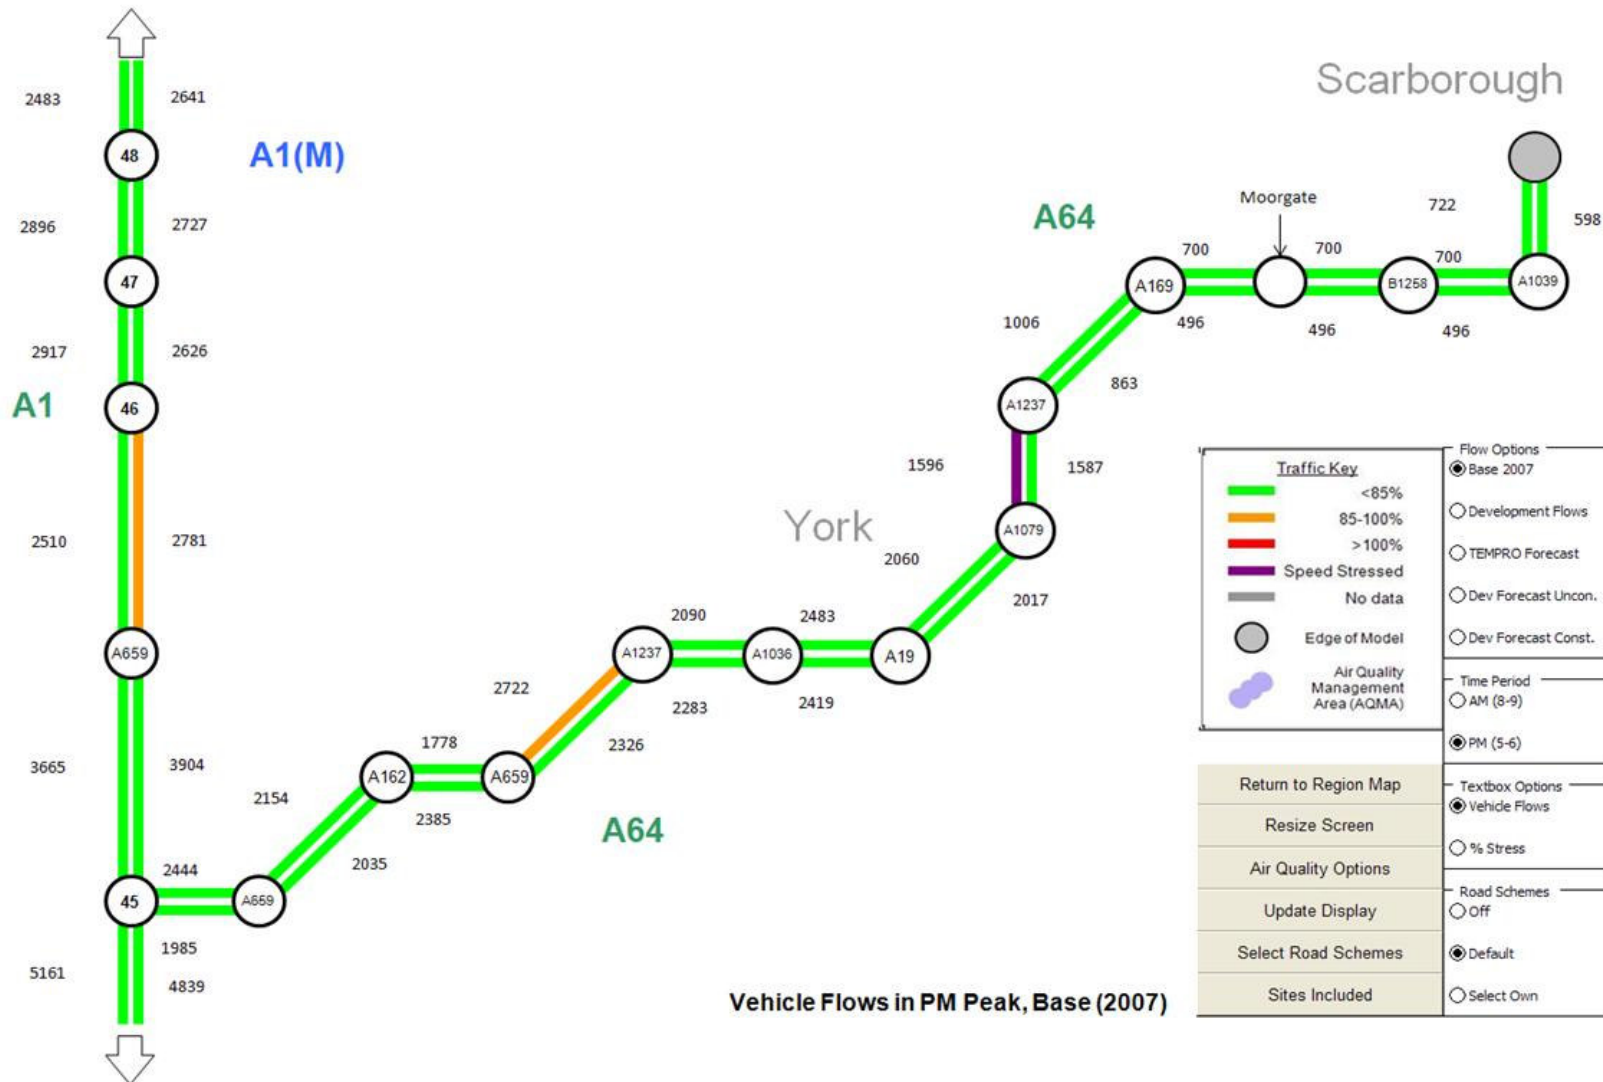 Scarborough
2483
2641
48
A1(M)
Moorgate
722
598
A64
2896
2727
700
700
700
47
A169
B1258
A1039
1006
496
496
496
2917
2626
863
A1
46
A1237
1596
1587
2510
2781
York
A1079
2060
2017
2090
2483
A659
A1237
A1036
A19
2722
2283
2419
2326
1778
3665
3904
A162
A659
2154
2385
A64
2035
2444
45
A659
1985
5161
4839
Vehicle Flows in PM Peak, Base (2007)
Traffic Key
<85%
85-100%
>100%
Speed Stressed
No data
Edge of Model
Air Quality
Management
Area (AQMA)
Flow Options
Base 2007
Development Flows
TEMPRO Forecast
Dev Forecast Uncon.
Dev Forecast Const.
Time Period
AM (8-9)
PM (5-6)
Textbox Options
Vehicle Flows
% Stress
Road Schemes
Off
Default
Select Own
Return to Region Map
Resize Screen
Air Quality Options
Update Display
Select Road Schemes
Sites Included